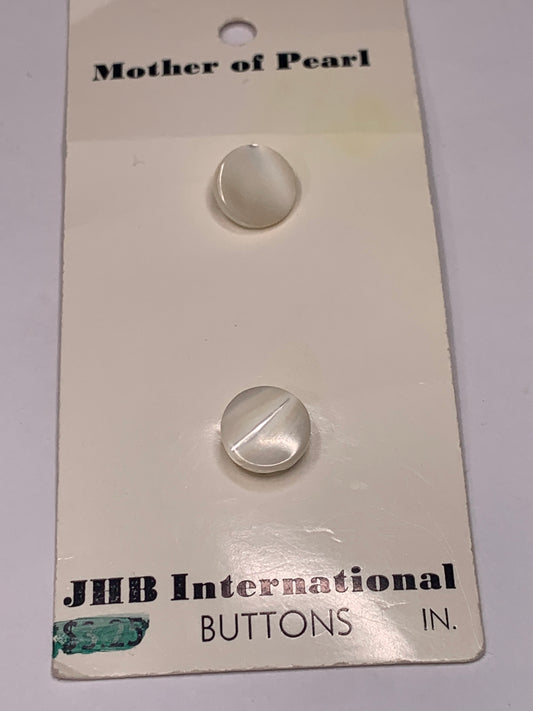 Mother of Pearl
JHB International
BUTTONS IN.